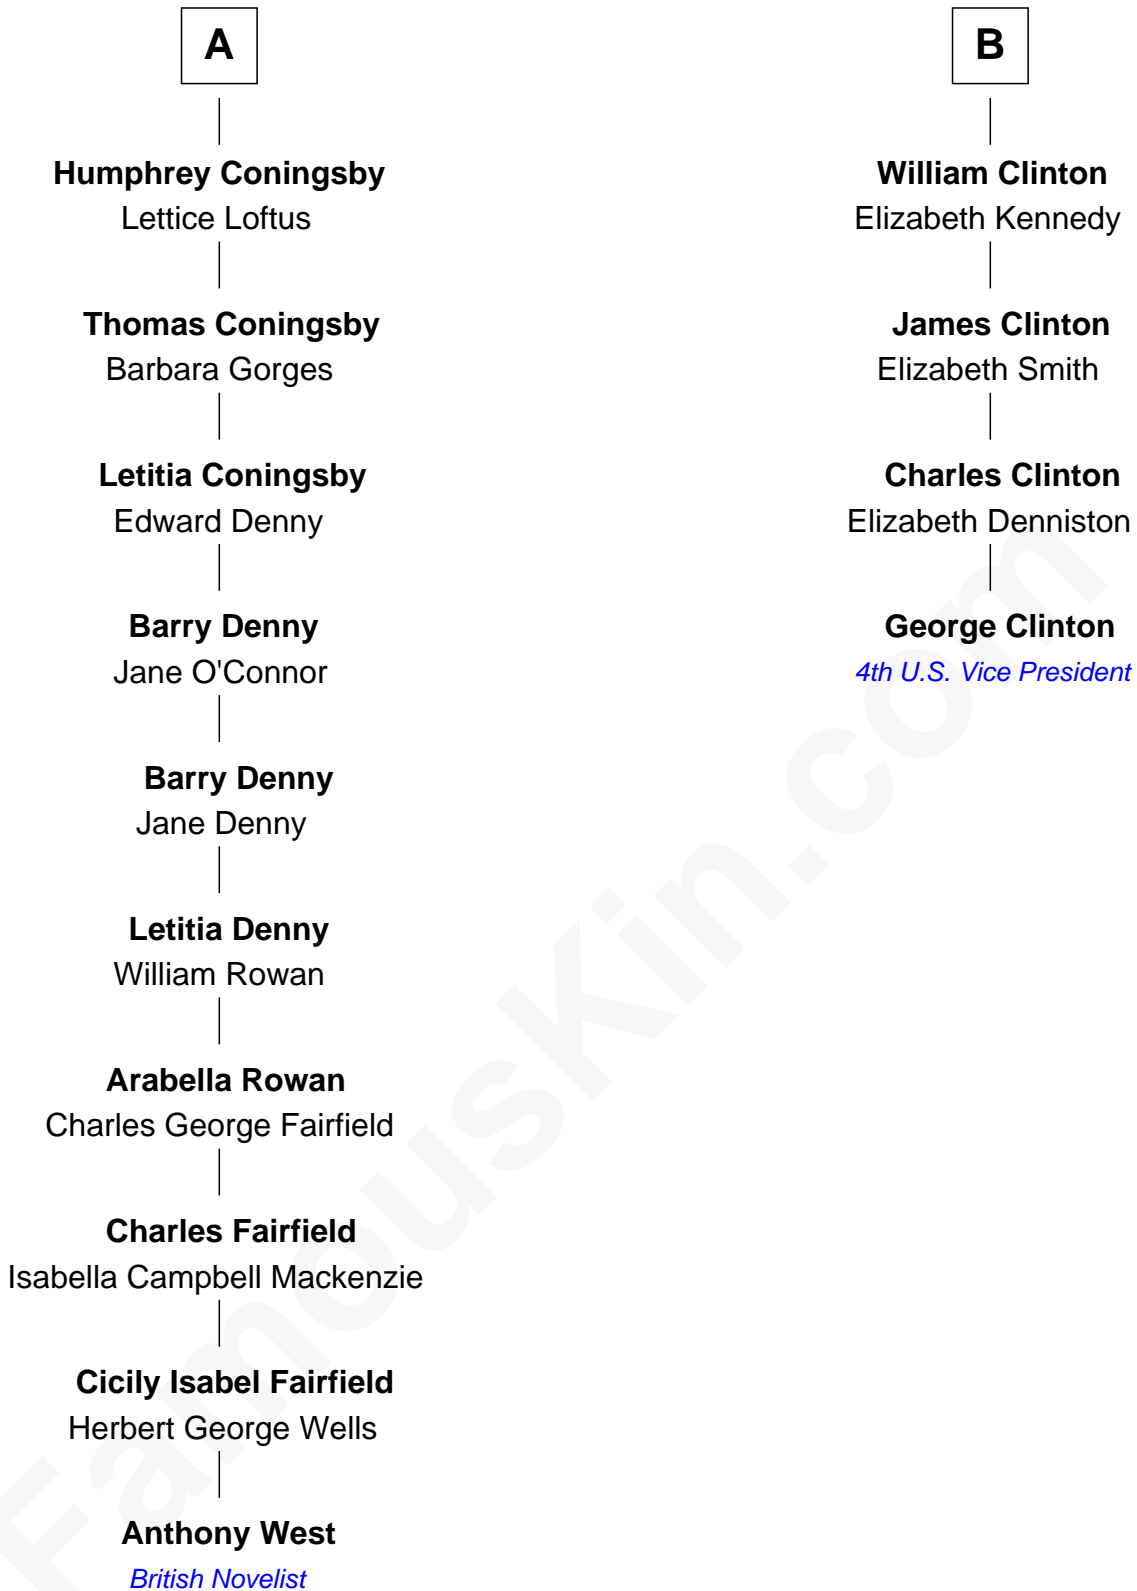 A
Humphrey Coningsby
Lettice Loftus
Thomas Coningsby
Barbara Gorges
Letitia Coningsby
Edward Denny
Barry Denny
Jane O'Connor
Barry Denny
Jane Denny
Letitia Denny
William Rowan
Arabella Rowan
Charles George Fairfield
Charles Fairfield
Isabella Campbell Mackenzie
Cicily Isabel Fairfield
Herbert George Wells
Anthony West
British Novelist
B
William Clinton
Elizabeth Kennedy
James Clinton
Elizabeth Smith
Charles Clinton
Elizabeth Denniston
George Clinton
4th U.S. Vice President
FamousKin.com